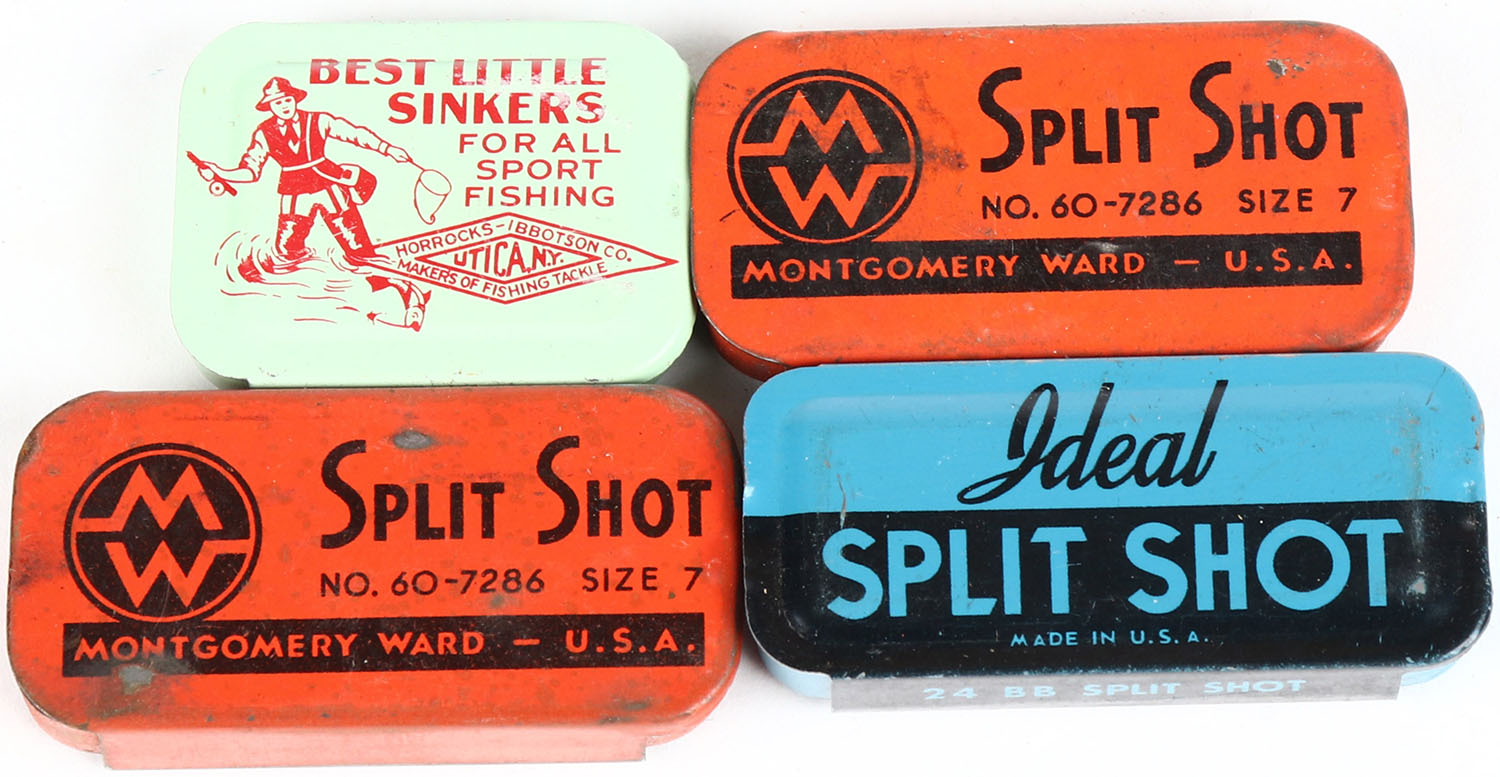 BEST LITTLE
SINKERS
FOR ALL
SPORT
FISHING
HORROCKS-IBBOTSON CO.
UTICA, N.Y.
MAKERS OF FISHING TACKLE
MW
SPLIT SHOT
NO. 60-7286 SIZE 7
MONTGOMERY WARD — U.S.A.
MW
SPLIT SHOT
NO. 60-7286 SIZE 7
MONTGOMERY WARD — U.S.A.
Ideal
SPLIT SHOT
MADE IN U.S.A.
24 BB SPLIT SHOT